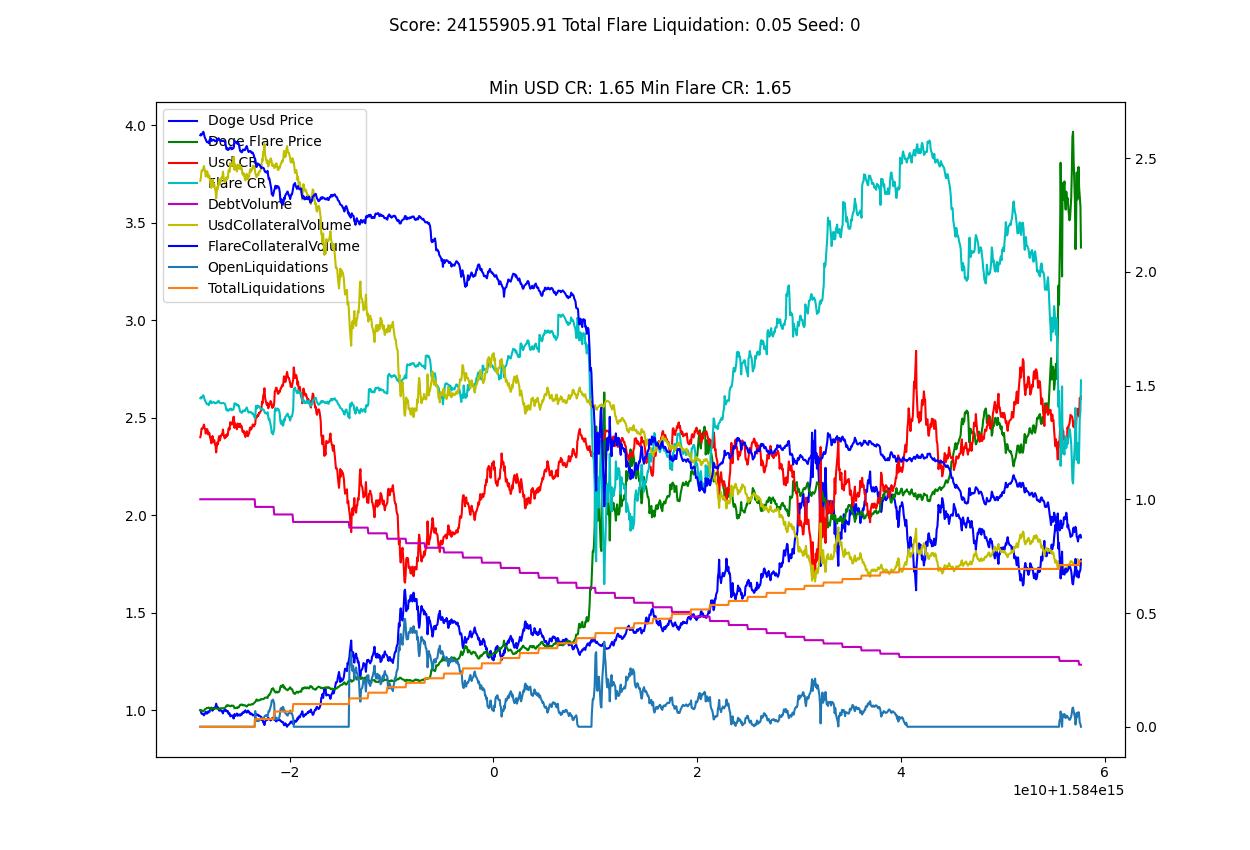 Score: 24155905.91 Total Flare Liquidation: 0.05 Seed: 0
Min USD CR: 1.65 Min Flare CR: 1.65
Doge Usd Price
Doge Flare Price
Usd CR
Flare CR
DebtVolume
UsdCollateralVolume
FlareCollateralVolume
OpenLiquidations
TotalLiquidations
4.0
3.5
3.0
2.5
2.0
1.5
1.0
2.5
2.0
1.5
1.0
0.5
0.0
−2 0 2 4 6
1e10+1.584e15